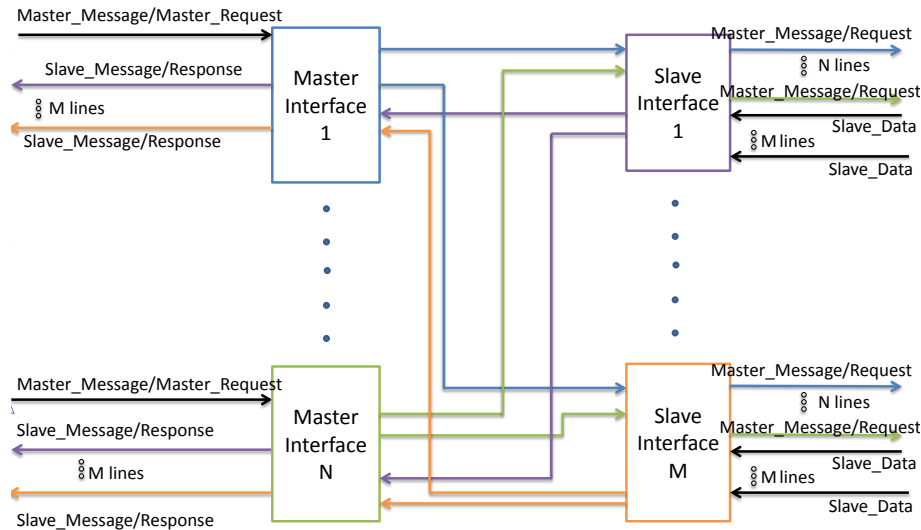 Master_Message/Master_Request
Slave_Message/Response
M lines
Slave_Message/Response
Master
Interface
1
Slave
Interface
1
Master_Message/Request
N lines
Master_Message/Request
Slave_Data
M lines
Slave_Data
Master_Message/Master_Request
Slave_Message/Response
M lines
Slave_Message/Response
Master
Interface
N
Slave
Interface
M
Master_Message/Request
N lines
Master_Message/Request
Slave_Data
M lines
Slave_Data